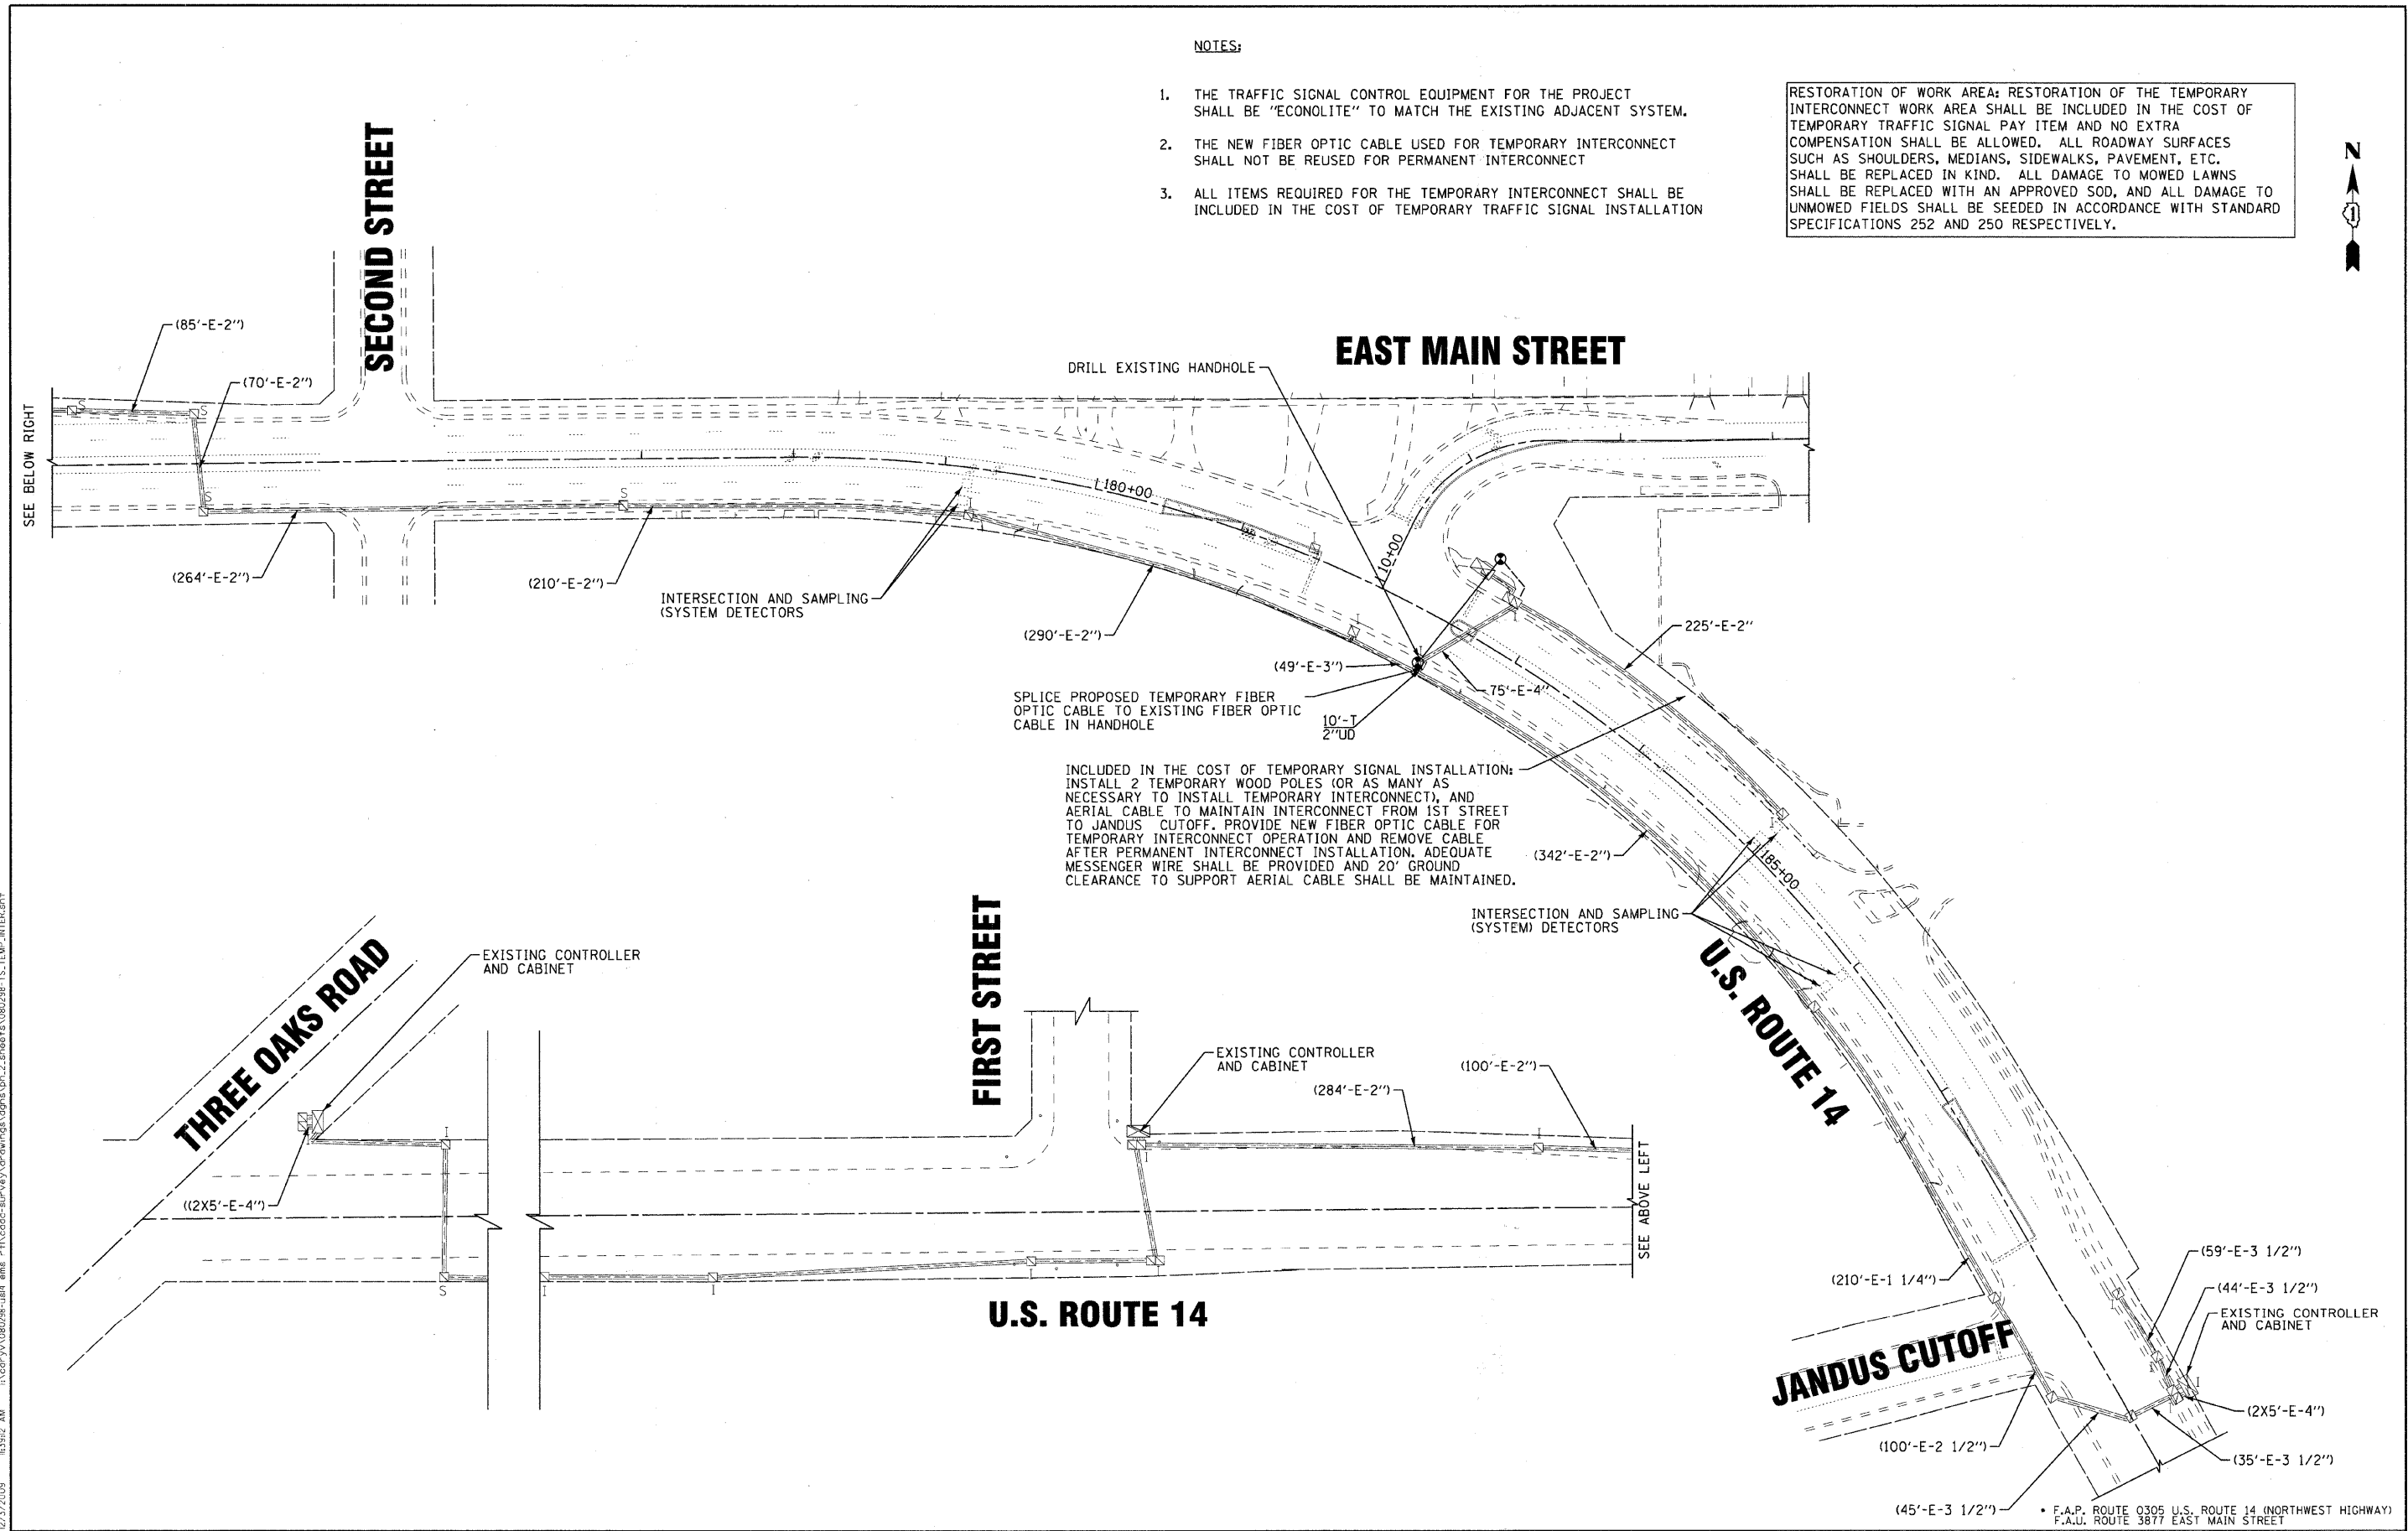 NOTES:
1. THE TRAFFIC SIGNAL CONTROL EQUIPMENT FOR THE PROJECT
SHALL BE "ECONOLITE" TO MATCH THE EXISTING ADJACENT SYSTEM.
2. THE NEW FIBER OPTIC CABLE USED FOR TEMPORARY INTERCONNECT
SHALL NOT BE REUSED FOR PERMANENT INTERCONNECT
3. ALL ITEMS REQUIRED FOR THE TEMPORARY INTERCONNECT SHALL BE
INCLUDED IN THE COST OF TEMPORARY TRAFFIC SIGNAL INSTALLATION
RESTORATION OF WORK AREA: RESTORATION OF THE TEMPORARY
INTERCONNECT WORK AREA SHALL BE INCLUDED IN THE COST OF
TEMPORARY TRAFFIC SIGNAL PAY ITEM AND NO EXTRA
COMPENSATION SHALL BE ALLOWED. ALL ROADWAY SURFACES
SUCH AS SHOULDERS, MEDIANS, SIDEWALKS, PAVEMENT, ETC.
SHALL BE REPLACED IN KIND. ALL DAMAGE TO MOWED LAWNS
SHALL BE REPLACED WITH AN APPROVED SOD, AND ALL DAMAGE TO
UNMOWED FIELDS SHALL BE SEEDED IN ACCORDANCE WITH STANDARD
SPECIFICATIONS 252 AND 250 RESPECTIVELY.
N
1
SECOND STREET
EAST MAIN STREET
(85'-E-2")
(70'-E-2")
S
S
S
S
SEE BELOW RIGHT
DRILL EXISTING HANDHOLE
180+00
10+00
(264'-E-2")
(210'-E-2")
INTERSECTION AND SAMPLING
(SYSTEM DETECTORS
(290'-E-2")
225'-E-2"
(49'-E-3")
75'-E-4"
SPLICE PROPOSED TEMPORARY FIBER
OPTIC CABLE TO EXISTING FIBER OPTIC
CABLE IN HANDHOLE
10'-T
2"UD
INCLUDED IN THE COST OF TEMPORARY SIGNAL INSTALLATION:
INSTALL 2 TEMPORARY WOOD POLES (OR AS MANY AS
NECESSARY TO INSTALL TEMPORARY INTERCONNECT), AND
AERIAL CABLE TO MAINTAIN INTERCONNECT FROM 1ST STREET
TO JANDUS CUTOFF. PROVIDE NEW FIBER OPTIC CABLE FOR
TEMPORARY INTERCONNECT OPERATION AND REMOVE CABLE
AFTER PERMANENT INTERCONNECT INSTALLATION. ADEQUATE
MESSENGER WIRE SHALL BE PROVIDED AND 20' GROUND
CLEARANCE TO SUPPORT AERIAL CABLE SHALL BE MAINTAINED.
(342'-E-2")
185+00
INTERSECTION AND SAMPLING
(SYSTEM) DETECTORS
U.S. ROUTE 14
THREE OAKS ROAD
EXISTING CONTROLLER
AND CABINET
((2X5'-E-4")
S
FIRST STREET
EXISTING CONTROLLER
AND CABINET
(284'-E-2")
(100'-E-2")
SEE ABOVE LEFT
U.S. ROUTE 14
(210'-E-1 1/4")
JANDUS CUTOFF
(59'-E-3 1/2")
(44'-E-3 1/2")
EXISTING CONTROLLER
AND CABINET
(2X5'-E-4")
(35'-E-3 1/2")
(100'-E-2 1/2")
(45'-E-3 1/2")
* F.A.P. ROUTE 0305 U.S. ROUTE 14 (NORTHWEST HIGHWAY)
F.A.U. ROUTE 3877 EAST MAIN STREET
12/3/2009